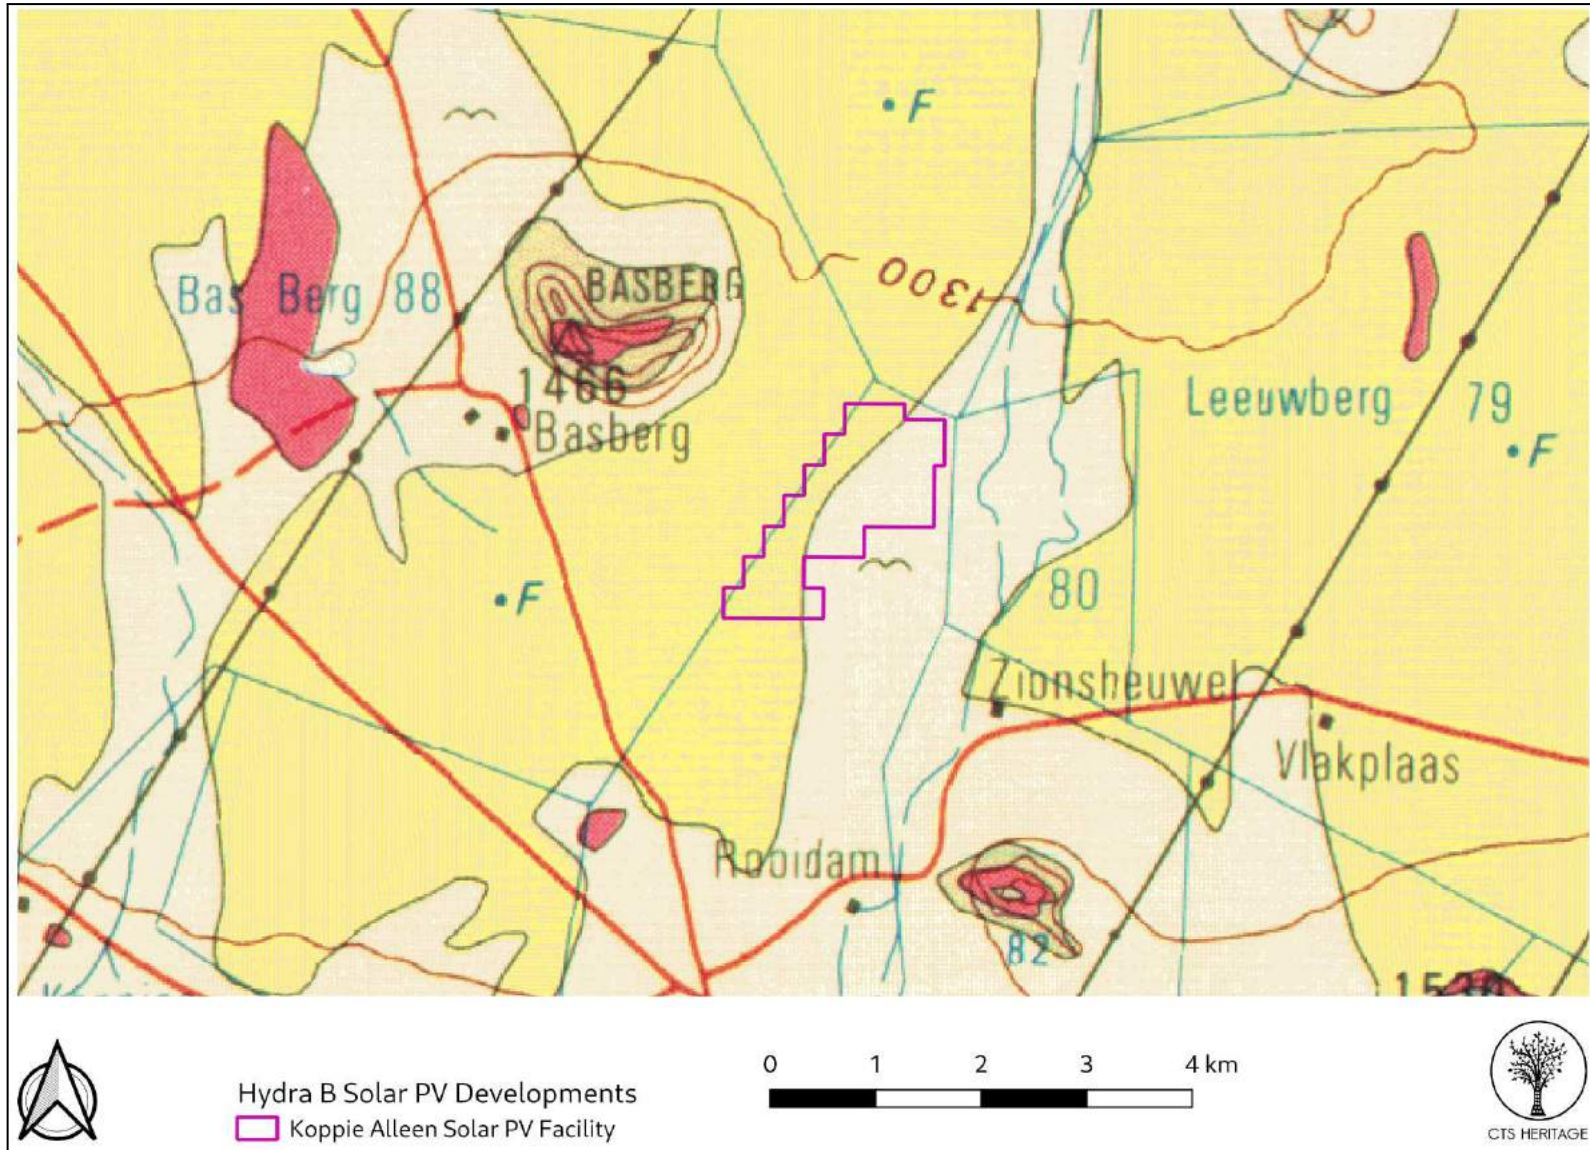 F
Bas Berg 88
BASBERG
1300
1466
Basberg
Leeuwberg 79
F
F
80
Zionsheuwel
Vlakplaas
Rooidam
82
0 1 2 3 4 km
Hydra B Solar PV Developments
Koppie Alleen Solar PV Facility
CTS HERITAGE